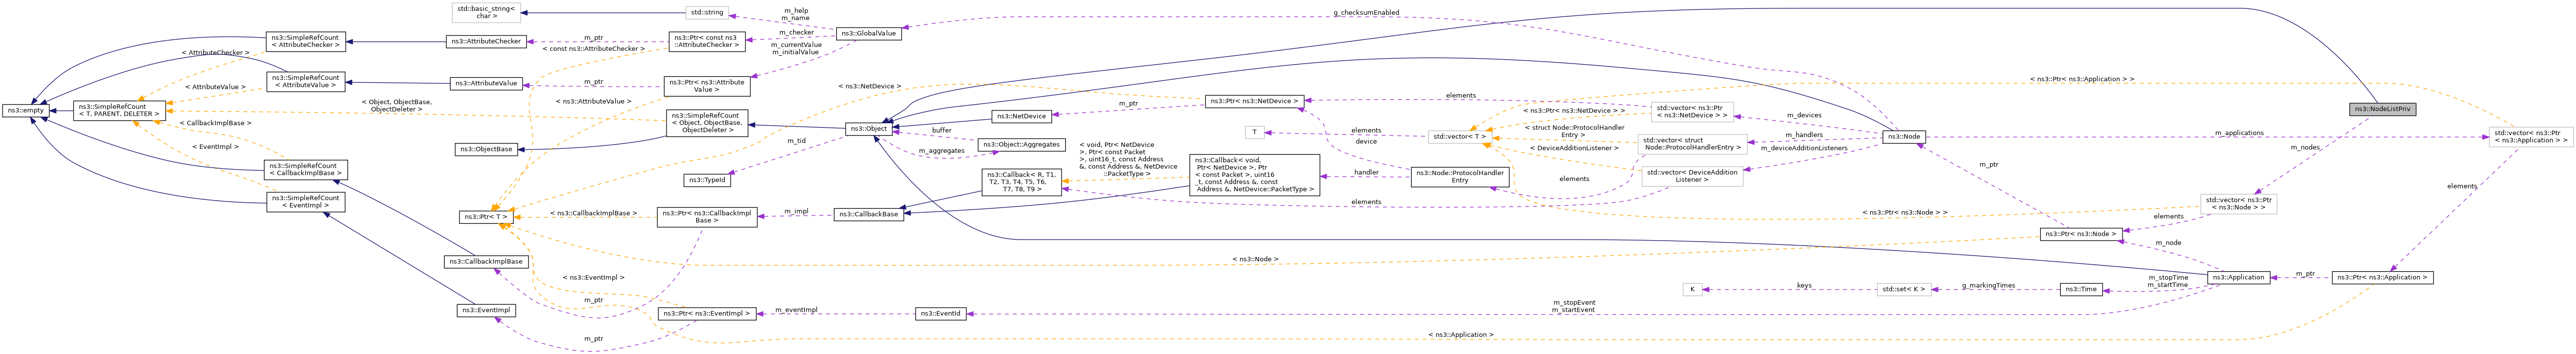 std::basic_string<
char >
std::string
m_help
m_name
g_checksumEnabled
ns3::SimpleRefCount
< AttributeChecker >
ns3::AttributeChecker
m_ptr
ns3::Ptr< const ns3
::AttributeChecker >
m_checker
ns3::GlobalValue
< AttributeChecker >
< const ns3::AttributeChecker >
m_currentValue
m_initialValue
ns3::SimpleRefCount
< AttributeValue >
ns3::AttributeValue
m_ptr
ns3::Ptr< ns3::Attribute
Value >
< ns3::Ptr< ns3::Application > >
< AttributeValue >
< ns3::NetDevice >
ns3::empty
ns3::SimpleRefCount
< T, PARENT, DELETER >
< Object, ObjectBase,
ObjectDeleter >
< ns3::AttributeValue >
ns3::SimpleRefCount
< Object, ObjectBase,
ObjectDeleter >
ns3::Object
ns3::NetDevice
m_ptr
ns3::Ptr< ns3::NetDevice >
elements
< ns3::Ptr< ns3::NetDevice > >
std::vector< ns3::Ptr
< ns3::NetDevice > >
m_devices
ns3::NodeListPriv
< CallbackImplBase >
buffer
T
elements
std::vector< T >
< struct Node::ProtocolHandler
Entry >
std::vector< struct
Node::ProtocolHandlerEntry >
m_handlers
ns3::Node
m_applications
std::vector< ns3::Ptr
< ns3::Application > >
< EventImpl >
ns3::ObjectBase
m_tid
m_aggregates
ns3::Object::Aggregates
elements
device
< DeviceAdditionListener >
m_deviceAdditionListeners
m_nodes
ns3::SimpleRefCount
< CallbackImplBase >
ns3::TypeId
ns3::Callback< R, T1,
T2, T3, T4, T5, T6,
T7, T8, T9 >
< void, Ptr< NetDevice
>, Ptr< const Packet
>, uint16_t, const Address
&, const Address &, NetDevice
::PacketType >
ns3::Callback< void,
Ptr< NetDevice >, Ptr
< const Packet >, uint16
_t, const Address &, const
Address &, NetDevice::PacketType >
handler
ns3::Node::ProtocolHandler
Entry
elements
std::vector< DeviceAddition
Listener >
m_ptr
elements
ns3::SimpleRefCount
< EventImpl >
elements
std::vector< ns3::Ptr
< ns3::Node > >
ns3::Ptr< T >
< ns3::CallbackImplBase >
ns3::Ptr< ns3::CallbackImpl
Base >
m_impl
ns3::CallbackBase
< ns3::Ptr< ns3::Node > >
elements
ns3::Ptr< ns3::Node >
m_node
ns3::CallbackImplBase
< ns3::Node >
< ns3::EventImpl >
K
keys
std::set< K >
g_markingTimes
ns3::Time
m_stopTime
m_startTime
ns3::Application
m_ptr
ns3::Ptr< ns3::Application >
m_ptr
ns3::EventImpl
ns3::Ptr< ns3::EventImpl >
m_eventImpl
ns3::EventId
m_stopEvent
m_startEvent
m_ptr
< ns3::Application >